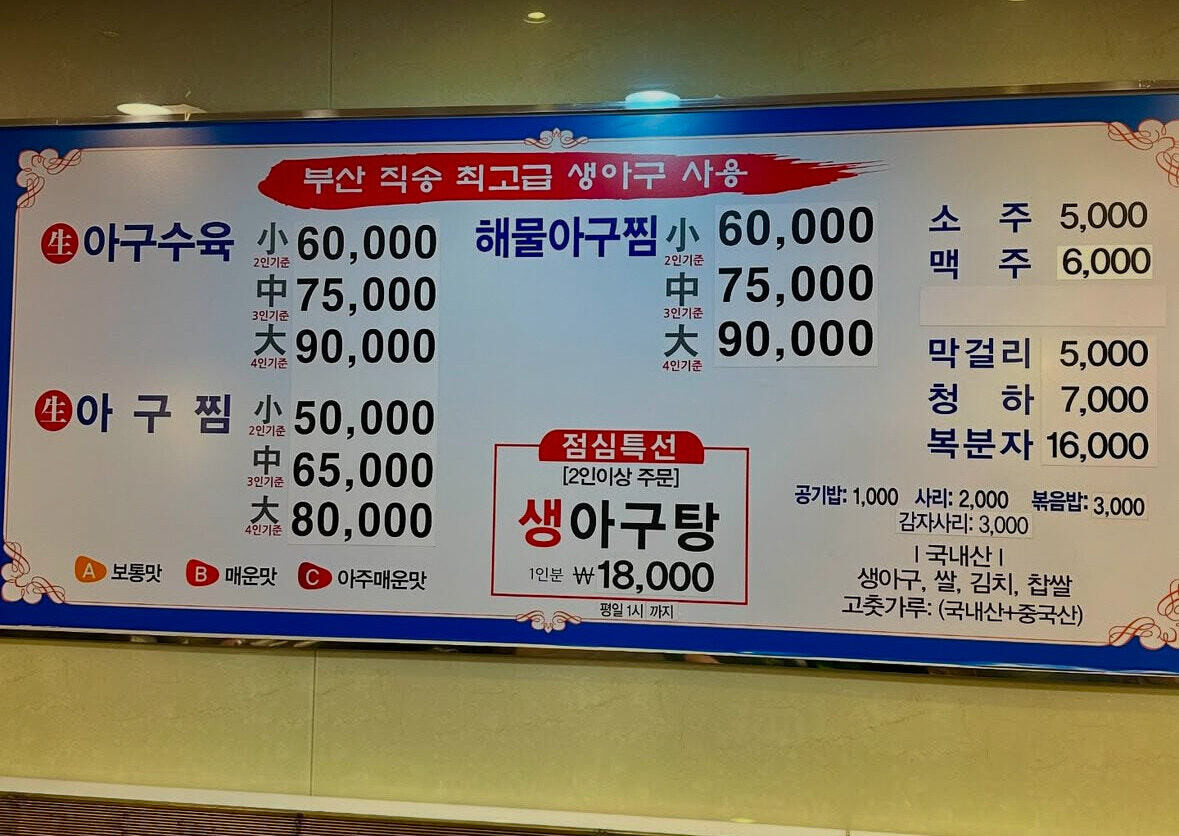 부산 직송 최고급 생아구 사용
生 아구수육 小 2인기준 60,000
中 3인기준 75,000
大 4인기준 90,000
生 아구찜 小 2인기준 50,000
中 3인기준 65,000
大 4인기준 80,000
A 보통맛 B 매운맛 C 아주매운맛
해물아구찜 小 2인기준 60,000
中 3인기준 75,000
大 4인기준 90,000
점심특선
[2인이상 주문]
생아구탕
1인분 ₩18,000
평일 1시 까지
소주 5,000
맥주 6,000
막걸리 5,000
청하 7,000
복분자 16,000
공기밥: 1,000 사리: 2,000 볶음밥: 3,000
감자사리: 3,000
| 국내산 |
생아구, 쌀, 김치, 찹쌀
고춧가루: (국내산+중국산)